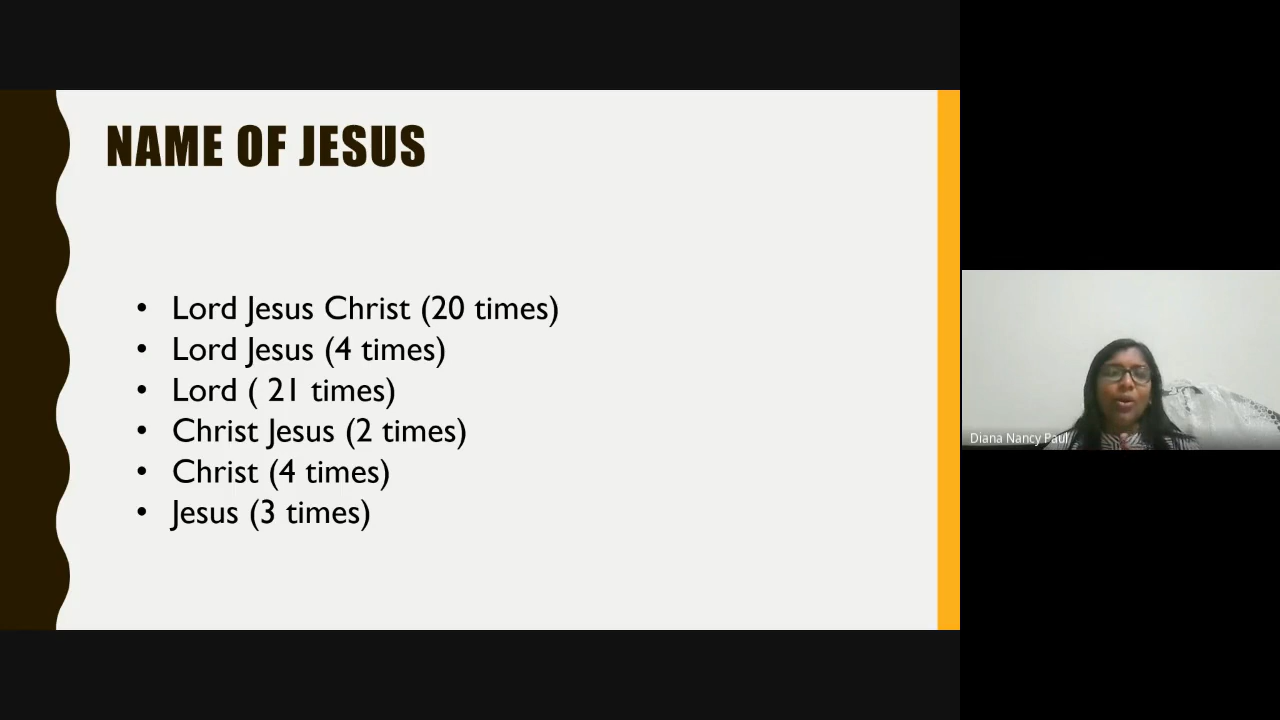 NAME OF JESUS
• Lord Jesus Christ (20 times)
• Lord Jesus (4 times)
• Lord ( 21 times)
• Christ Jesus (2 times)
• Christ (4 times)
• Jesus (3 times)
Diana Nancy Paul